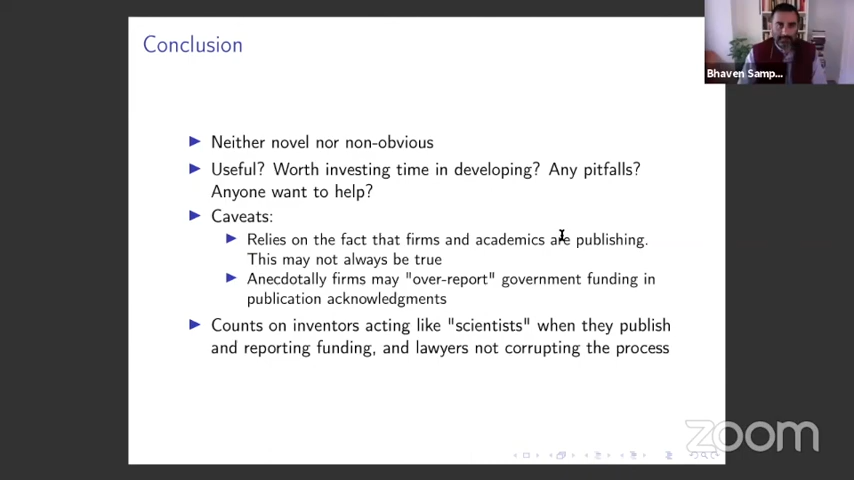 Conclusion
Bhaven Samp...
Neither novel nor non-obvious
Useful? Worth investing time in developing? Any pitfalls?
Anyone want to help?
Caveats:
Relies on the fact that firms and academics are publishing.
This may not always be true
Anecdotally firms may "over-report" government funding in
publication acknowledgments
Counts on inventors acting like "scientists" when they publish
and reporting funding, and lawyers not corrupting the process
zoom